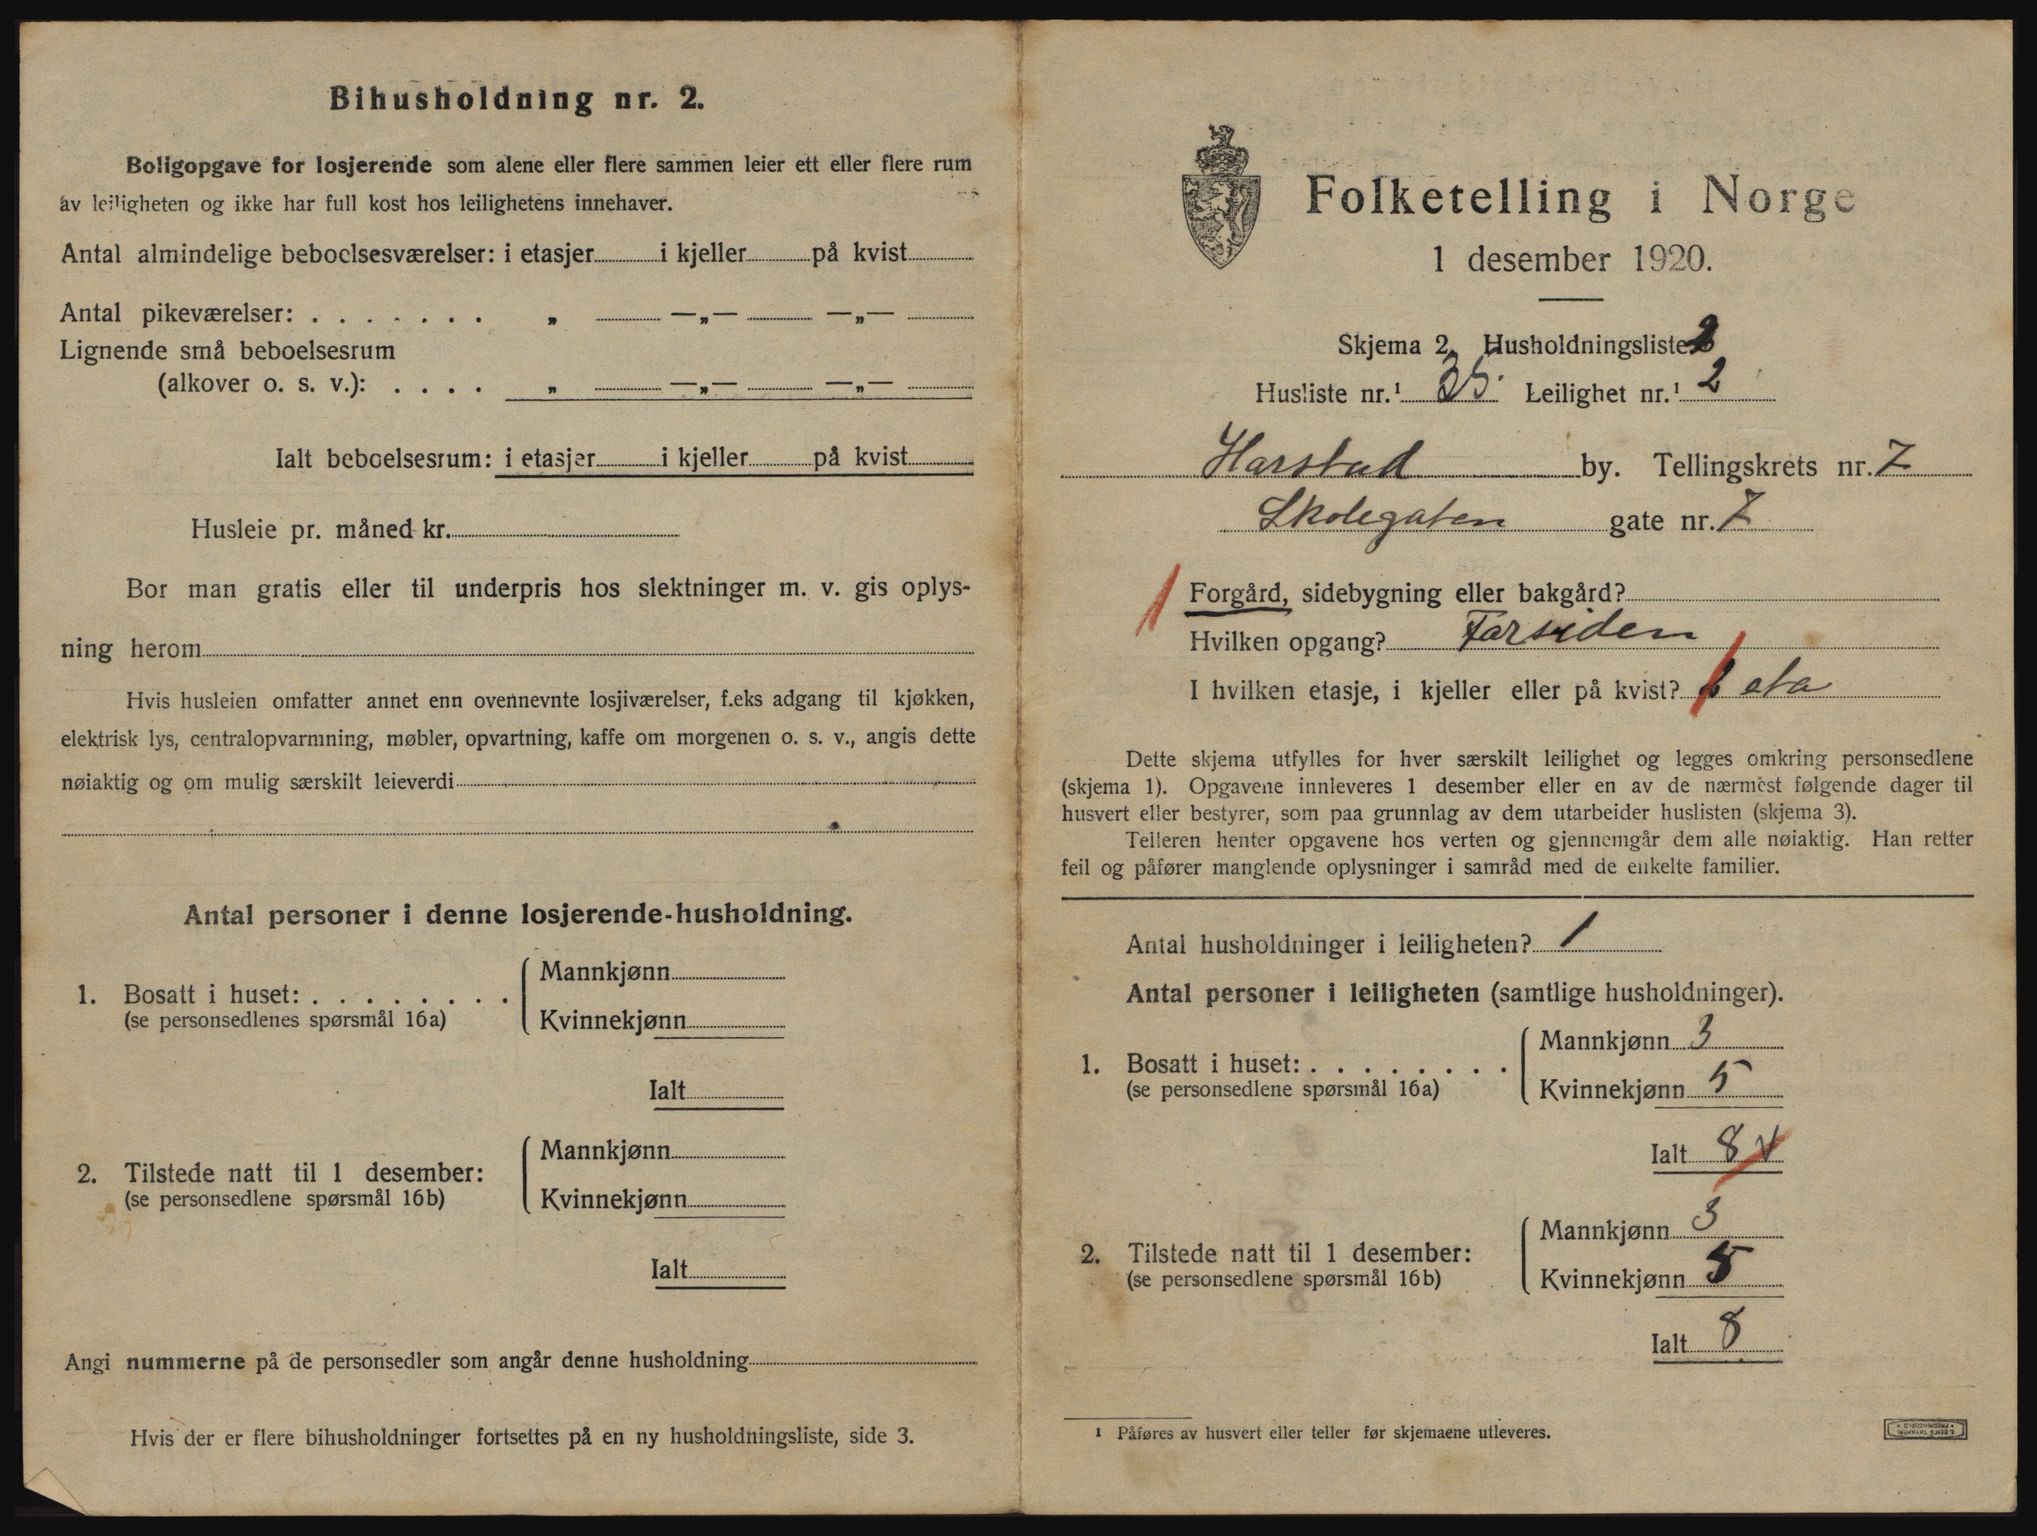 Bihusholdning nr. 2.
Boligopgave for losjerende som alene eller flere sammen leier ett eller flere rum
av leiligheten og ikke har full kost hos leilighetens innehaver.
Antal almindelige beboelsesværelser: i etasjer i kjeller på kvist
Antal pikeværelser: . . . . . . . „ —„— —„—
Lignende små beboelsesrum
(alkover o. s. v.): . . . . „ —„— —„—
Ialt beboelsesrum: i etasjer i kjeller på kvist
Husleie pr. måned kr.
Bor man gratis eller til underpris hos slektninger m. v. gis oplys-
ning herom
Hvis husleien omfatter annet enn ovennevnte losjiværelser, f.eks adgang til kjøkken,
elektrisk lys, centralopvarmning, møbler, opvartning, kaffe om morgenen o. s. v., angis dette
nøiaktig og om mulig særskilt leieverdi
Antal personer i denne losjerende-husholdning.
1. Bosatt i huset: . . . . . . . . Mannkjønn
(se personsedlenes spørsmål 16a) Kvinnekjønn
Ialt
2. Tilstede natt til 1 desember: Mannkjønn
(se personsedlene spørsmål 16b) Kvinnekjønn
Ialt
Angi nummerne på de personsedler som angår denne husholdning
Hvis der er flere bihusholdninger fortsettes på en ny husholdningsliste, side 3.
Folketelling i Norge
1 desember 1920.
Skjema 2. Husholdningsliste
Husliste nr.¹ 35. Leilighet nr.¹ 2
Harstad by. Tellingskrets nr. 7
Skolegaten gate nr. 7
Forgård, sidebygning eller bakgård?
Hvilken opgang? Forsiden
I hvilken etasje, i kjeller eller på kvist? eta
Dette skjema utfylles for hver særskilt leilighet og legges omkring personsedlene
(skjema 1). Opgavene innleveres 1 desember eller en av de nærmest følgende dager til
husvert eller bestyrer, som paa grunnlag av dem utarbeider huslisten (skjema 3).
Telleren henter opgavene hos verten og gjennemgår dem alle nøiaktig. Han retter
feil og påfører manglende oplysninger i samråd med de enkelte familier.
Antal husholdninger i leiligheten? 1
Antal personer i leiligheten (samtlige husholdninger).
1. Bosatt i huset: . . . . . . . . Mannkjønn 3
(se personsedlene spørsmål 16a) Kvinnekjønn 5
Ialt 8
2. Tilstede natt til 1 desember: Mannkjønn 3
(se personsedlene spørsmål 16b) Kvinnekjønn 5
Ialt 8
¹ Påføres av husvert eller teller før skjemaene utleveres.